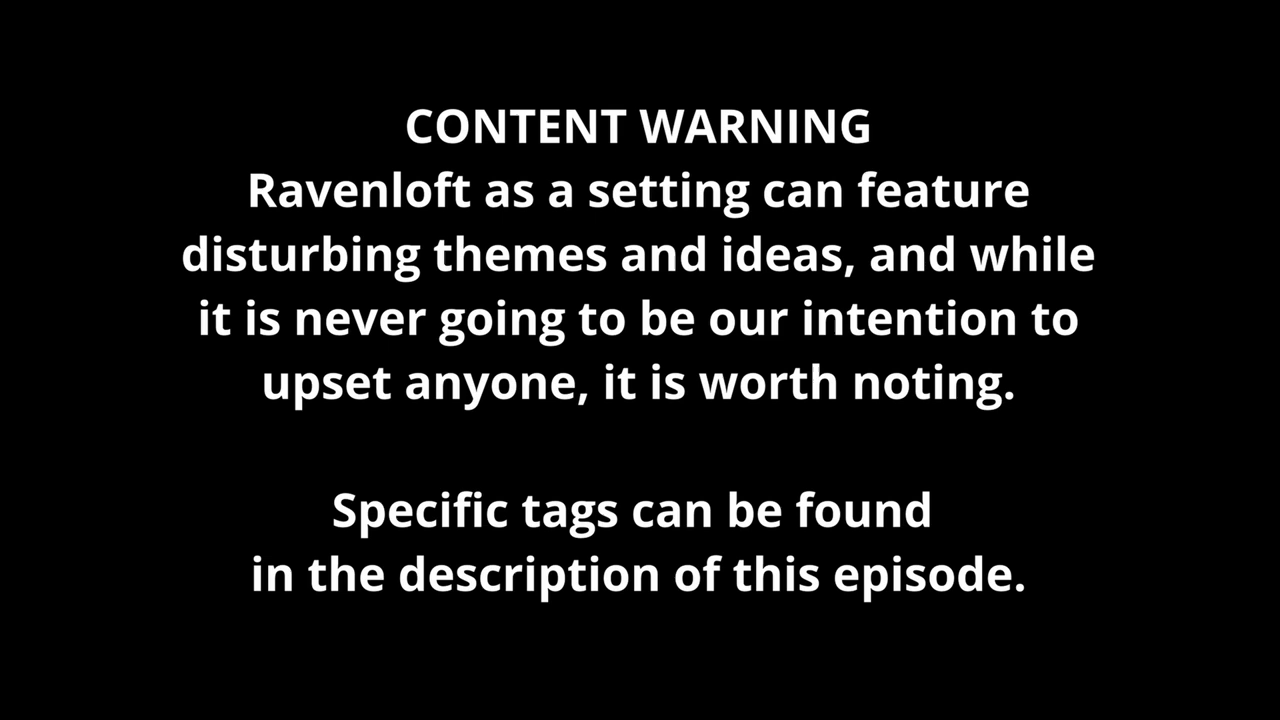 CONTENT WARNING
Ravenloft as a setting can feature
disturbing themes and ideas, and while
it is never going to be our intention to
upset anyone, it is worth noting.
Specific tags can be found
in the description of this episode.